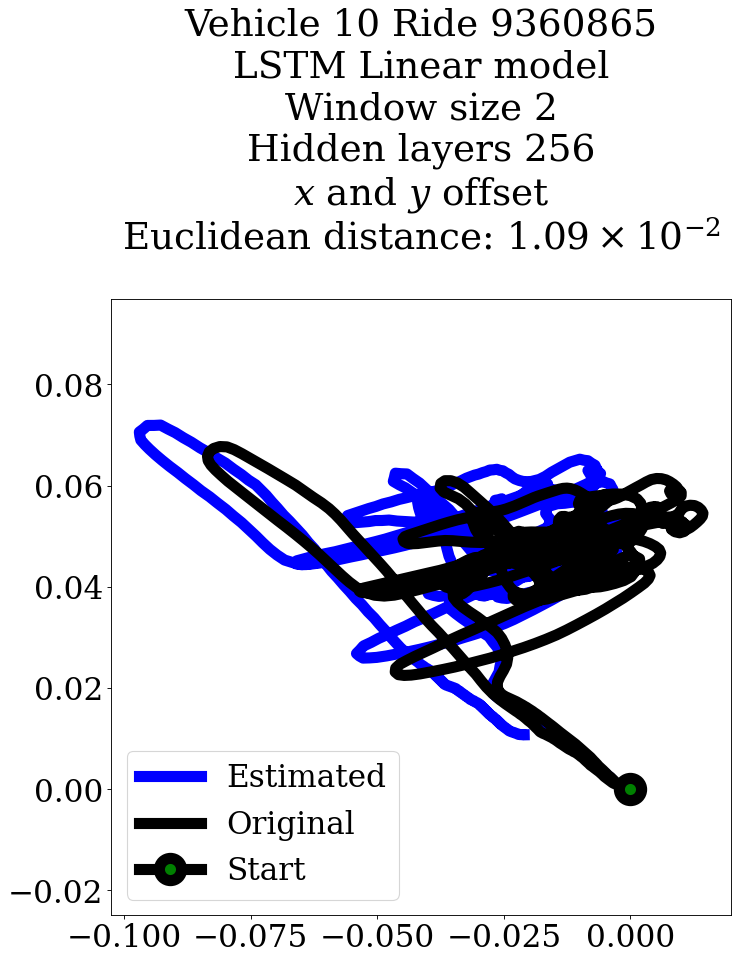 Vehicle 10 Ride 9360865
LSTM Linear model
Window size 2
Hidden layers 256
x and y offset
Euclidean distance: 1.09 × 10⁻²
0.08
0.06
0.04
0.02
0.00
−0.02
Estimated
Original
Start
−0.100 −0.075 −0.050 −0.025 0.000